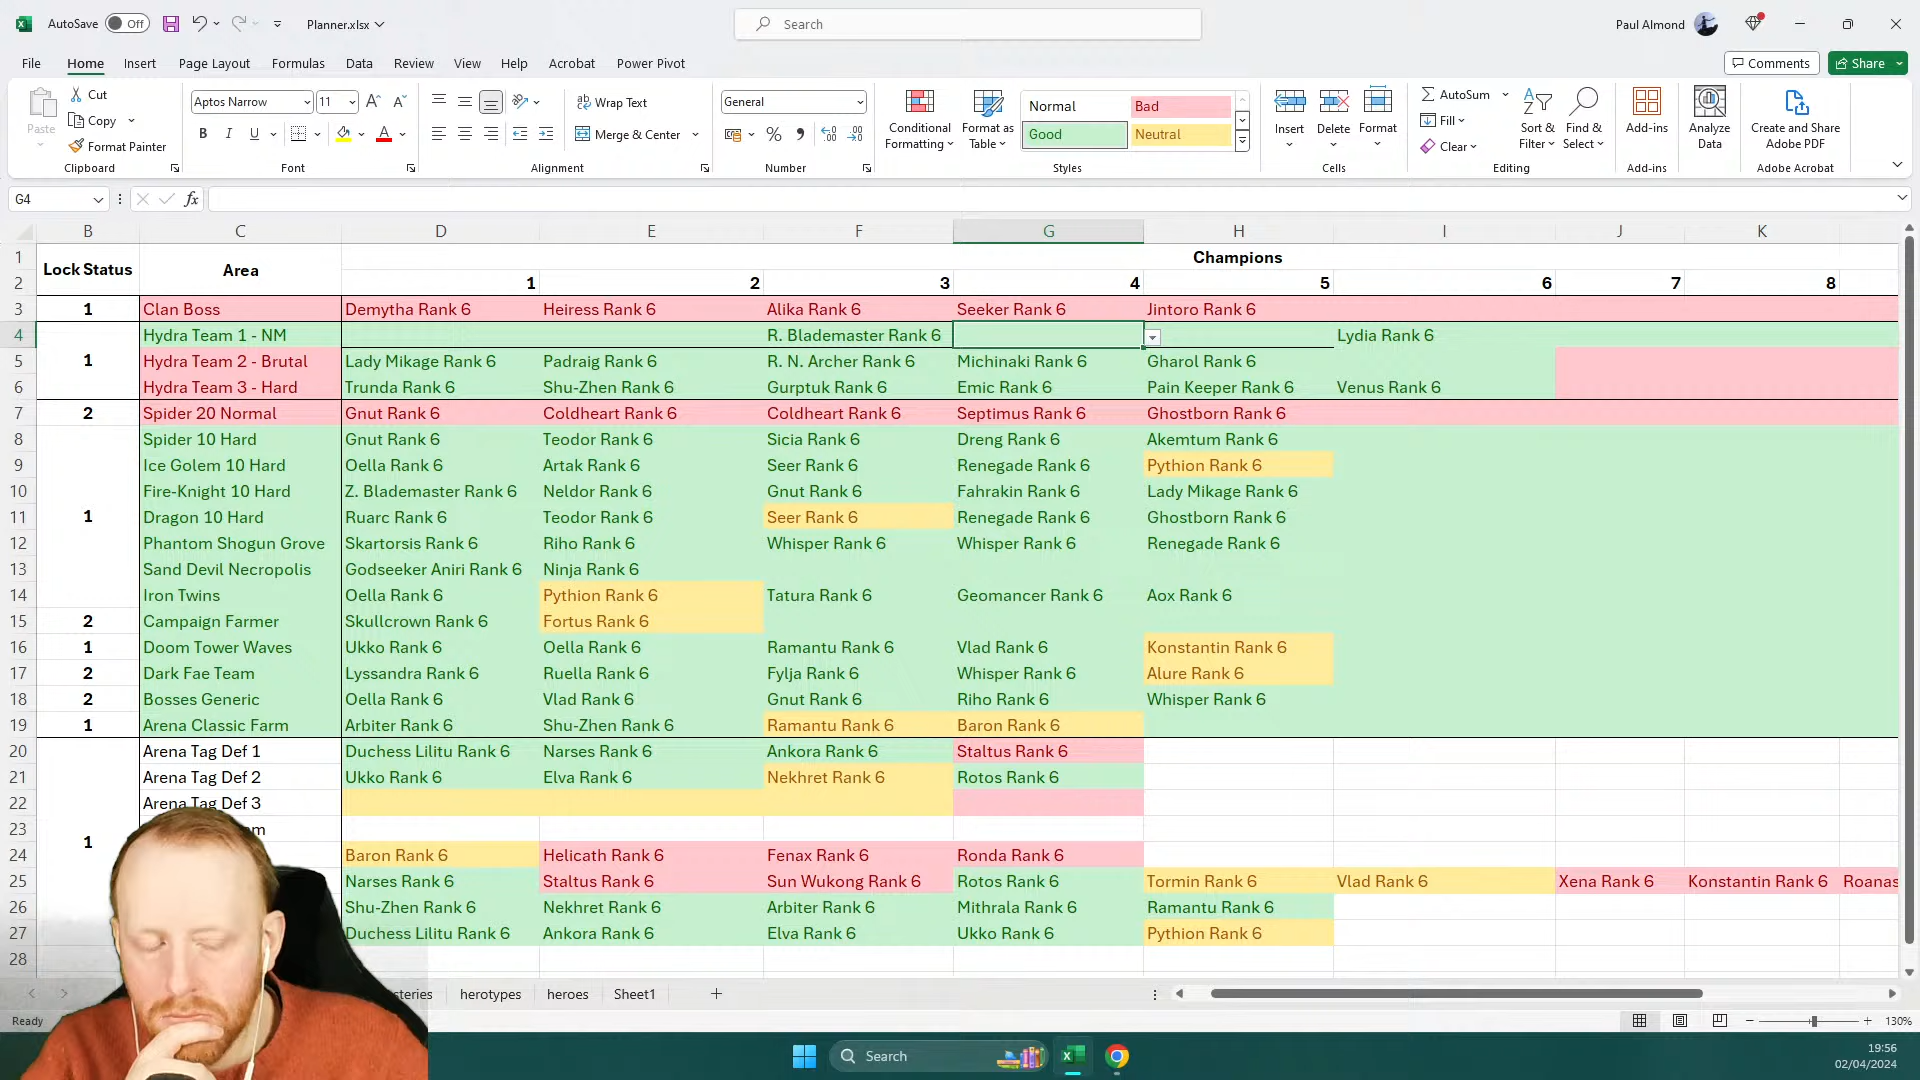 AutoSave Off Planner.xlsx Search Paul Almond
File Home Insert Page Layout Formulas Data Review View Help Acrobat Power Pivot Comments Share
Paste Cut Copy Format Painter Clipboard
Aptos Narrow 11 B I U A Font
Wrap Text Merge & Center Alignment
General % Number
Conditional Formatting Format as Table Normal Bad Good Neutral Styles
Insert Delete Format Cells
AutoSum Fill Clear Sort & Filter Find & Select Editing
Add-ins Add-ins
Analyze Data
Create and Share Adobe PDF Adobe Acrobat
G4 fx
B C D E F G H I J K
1 Lock Status Area Champions
2 1 2 3 4 5 6 7 8
3 1 Clan Boss Demytha Rank 6 Heiress Rank 6 Alika Rank 6 Seeker Rank 6 Jintoro Rank 6
4 Hydra Team 1 - NM R. Blademaster Rank 6 Lydia Rank 6
5 1 Hydra Team 2 - Brutal Lady Mikage Rank 6 Padraig Rank 6 R. N. Archer Rank 6 Michinaki Rank 6 Gharol Rank 6
6 Hydra Team 3 - Hard Trunda Rank 6 Shu-Zhen Rank 6 Gurptuk Rank 6 Emic Rank 6 Pain Keeper Rank 6 Venus Rank 6
7 2 Spider 20 Normal Gnut Rank 6 Coldheart Rank 6 Coldheart Rank 6 Septimus Rank 6 Ghostborn Rank 6
8 Spider 10 Hard Gnut Rank 6 Teodor Rank 6 Sicia Rank 6 Dreng Rank 6 Akemtum Rank 6
9 Ice Golem 10 Hard Oella Rank 6 Artak Rank 6 Seer Rank 6 Renegade Rank 6 Pythion Rank 6
10 Fire-Knight 10 Hard Z. Blademaster Rank 6 Neldor Rank 6 Gnut Rank 6 Fahrakin Rank 6 Lady Mikage Rank 6
11 1 Dragon 10 Hard Ruarc Rank 6 Teodor Rank 6 Seer Rank 6 Renegade Rank 6 Ghostborn Rank 6
12 Phantom Shogun Grove Skartorsis Rank 6 Riho Rank 6 Whisper Rank 6 Whisper Rank 6 Renegade Rank 6
13 Sand Devil Necropolis Godseeker Aniri Rank 6 Ninja Rank 6
14 Iron Twins Oella Rank 6 Pythion Rank 6 Tatura Rank 6 Geomancer Rank 6 Aox Rank 6
15 2 Campaign Farmer Skullcrown Rank 6 Fortus Rank 6
16 1 Doom Tower Waves Ukko Rank 6 Oella Rank 6 Ramantu Rank 6 Vlad Rank 6 Konstantin Rank 6
17 2 Dark Fae Team Lyssandra Rank 6 Ruella Rank 6 Fylja Rank 6 Whisper Rank 6 Alure Rank 6
18 2 Bosses Generic Oella Rank 6 Vlad Rank 6 Gnut Rank 6 Riho Rank 6 Whisper Rank 6
19 1 Arena Classic Farm Arbiter Rank 6 Shu-Zhen Rank 6 Ramantu Rank 6 Baron Rank 6
20 Arena Tag Def 1 Duchess Lilitu Rank 6 Narses Rank 6 Ankora Rank 6 Staltus Rank 6
21 Arena Tag Def 2 Ukko Rank 6 Elva Rank 6 Nekhret Rank 6 Rotos Rank 6
22 Arena Tag Def 3
23 1
24 Baron Rank 6 Helicath Rank 6 Fenax Rank 6 Ronda Rank 6
25 Narses Rank 6 Staltus Rank 6 Sun Wukong Rank 6 Rotos Rank 6 Tormin Rank 6 Vlad Rank 6 Xena Rank 6 Konstantin Rank 6 Roanas
26 Shu-Zhen Rank 6 Nekhret Rank 6 Arbiter Rank 6 Mithrala Rank 6 Ramantu Rank 6
27 Duchess Lilitu Rank 6 Ankora Rank 6 Elva Rank 6 Ukko Rank 6 Pythion Rank 6
28
steries herotypes heroes Sheet1
Ready 130%
Search 19:56
02/04/2024